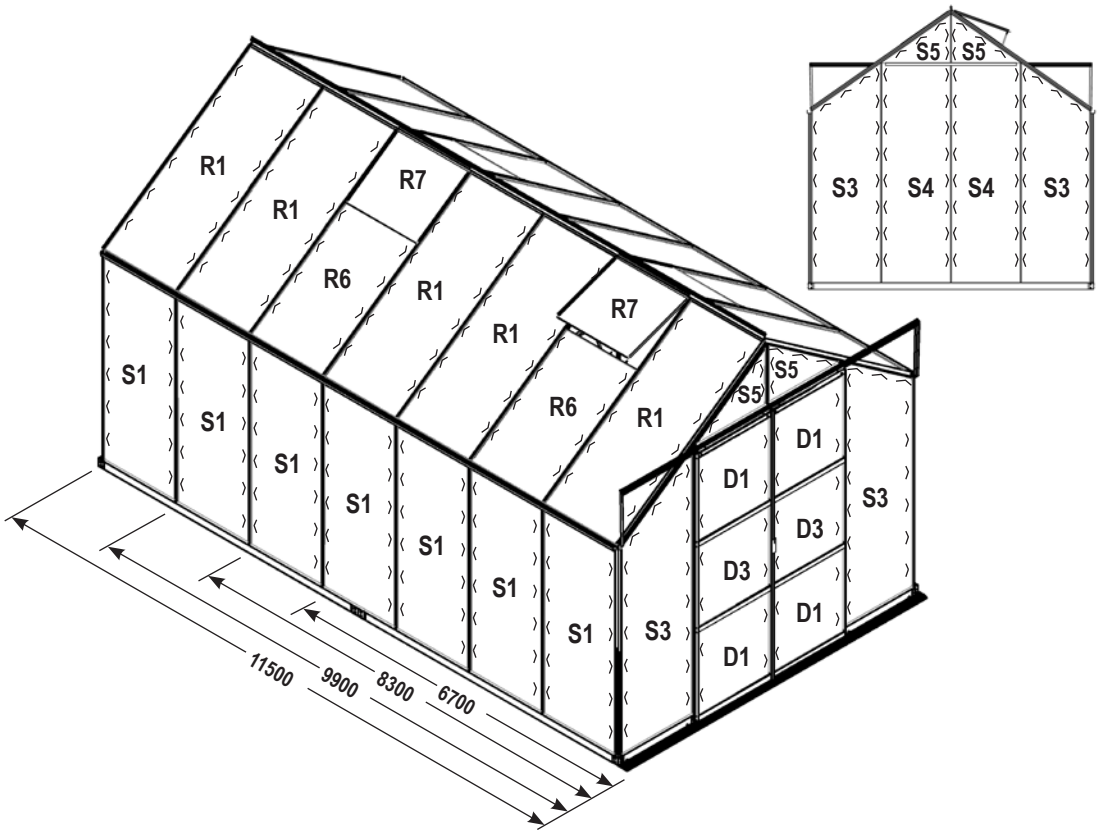 S5 S5
S3 S4 S4 S3
R1
R1
R7
R6
R1
R1
R7
R6
R1
S1
S1
S1
S1
S1
S1
S1
S5 S5
S3
D1 D1
D3 D3
D1 D1
S3
11500
9900
8300
6700